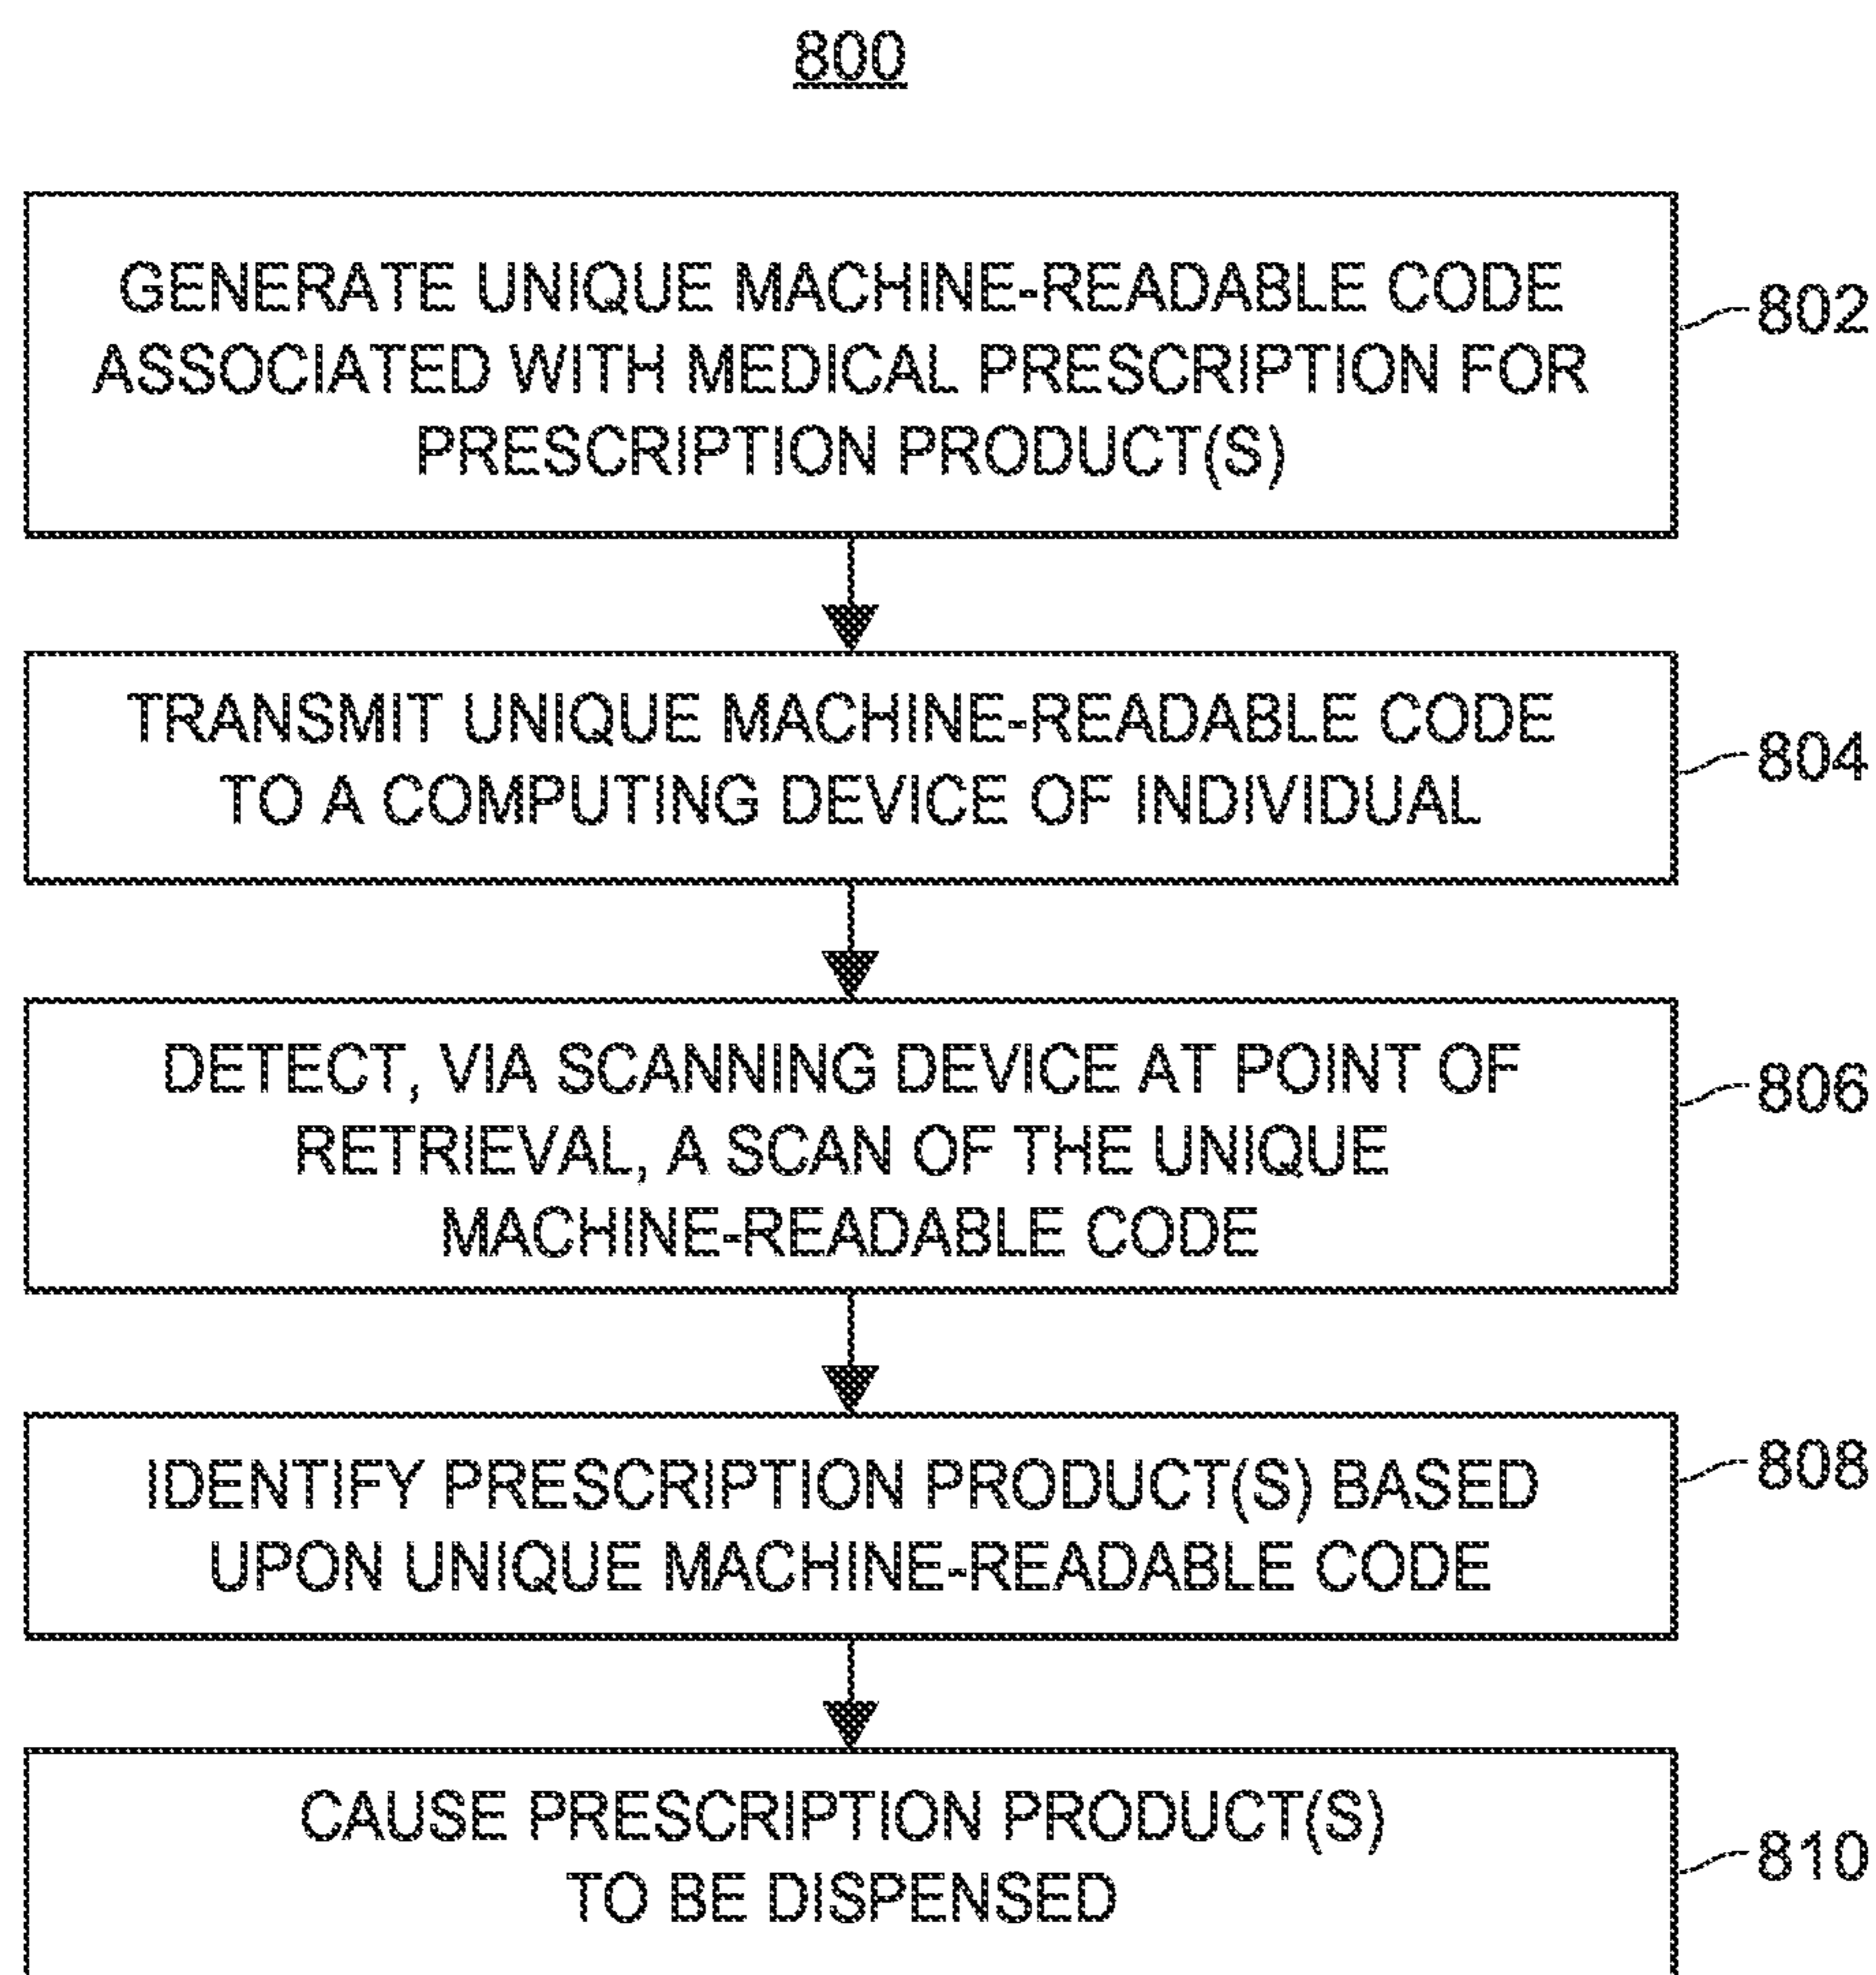 800
GENERATE UNIQUE MACHINE-READABLE CODE
ASSOCIATED WITH MEDICAL PRESCRIPTION FOR
PRESCRIPTION PRODUCT(S)
802
TRANSMIT UNIQUE MACHINE-READABLE CODE
TO A COMPUTING DEVICE OF INDIVIDUAL
804
DETECT, VIA SCANNING DEVICE AT POINT OF
RETRIEVAL, A SCAN OF THE UNIQUE
MACHINE-READABLE CODE
806
IDENTIFY PRESCRIPTION PRODUCT(S) BASED
UPON UNIQUE MACHINE-READABLE CODE
808
CAUSE PRESCRIPTION PRODUCT(S)
TO BE DISPENSED
810